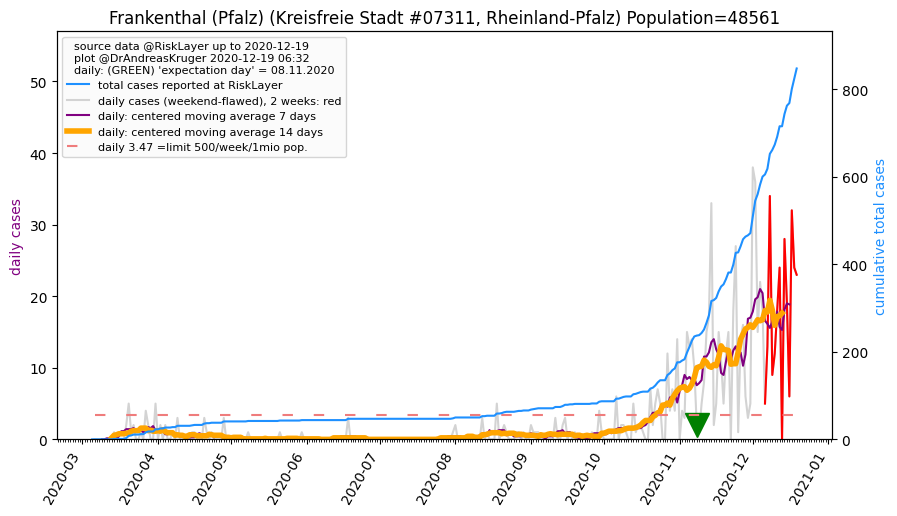 Frankenthal (Pfalz) (Kreisfreie Stadt #07311, Rheinland-Pfalz) Population=48561
source data @RiskLayer up to 2020-12-19
plot @DrAndreasKruger 2020-12-19 06:32
daily: (GREEN) 'expectation day' = 08.11.2020
total cases reported at RiskLayer
daily cases (weekend-flawed), 2 weeks: red
daily: centered moving average 7 days
daily: centered moving average 14 days
daily 3.47 =limit 500/week/1mio pop.
daily cases
50
40
30
20
10
0
cumulative total cases
800
600
400
200
0
2020-03
2020-04
2020-05
2020-06
2020-07
2020-08
2020-09
2020-10
2020-11
2020-12
2021-01